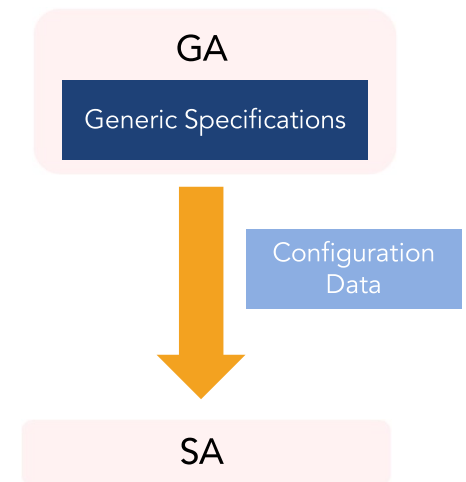 GA
Generic Specifications
Configuration
Data
SA